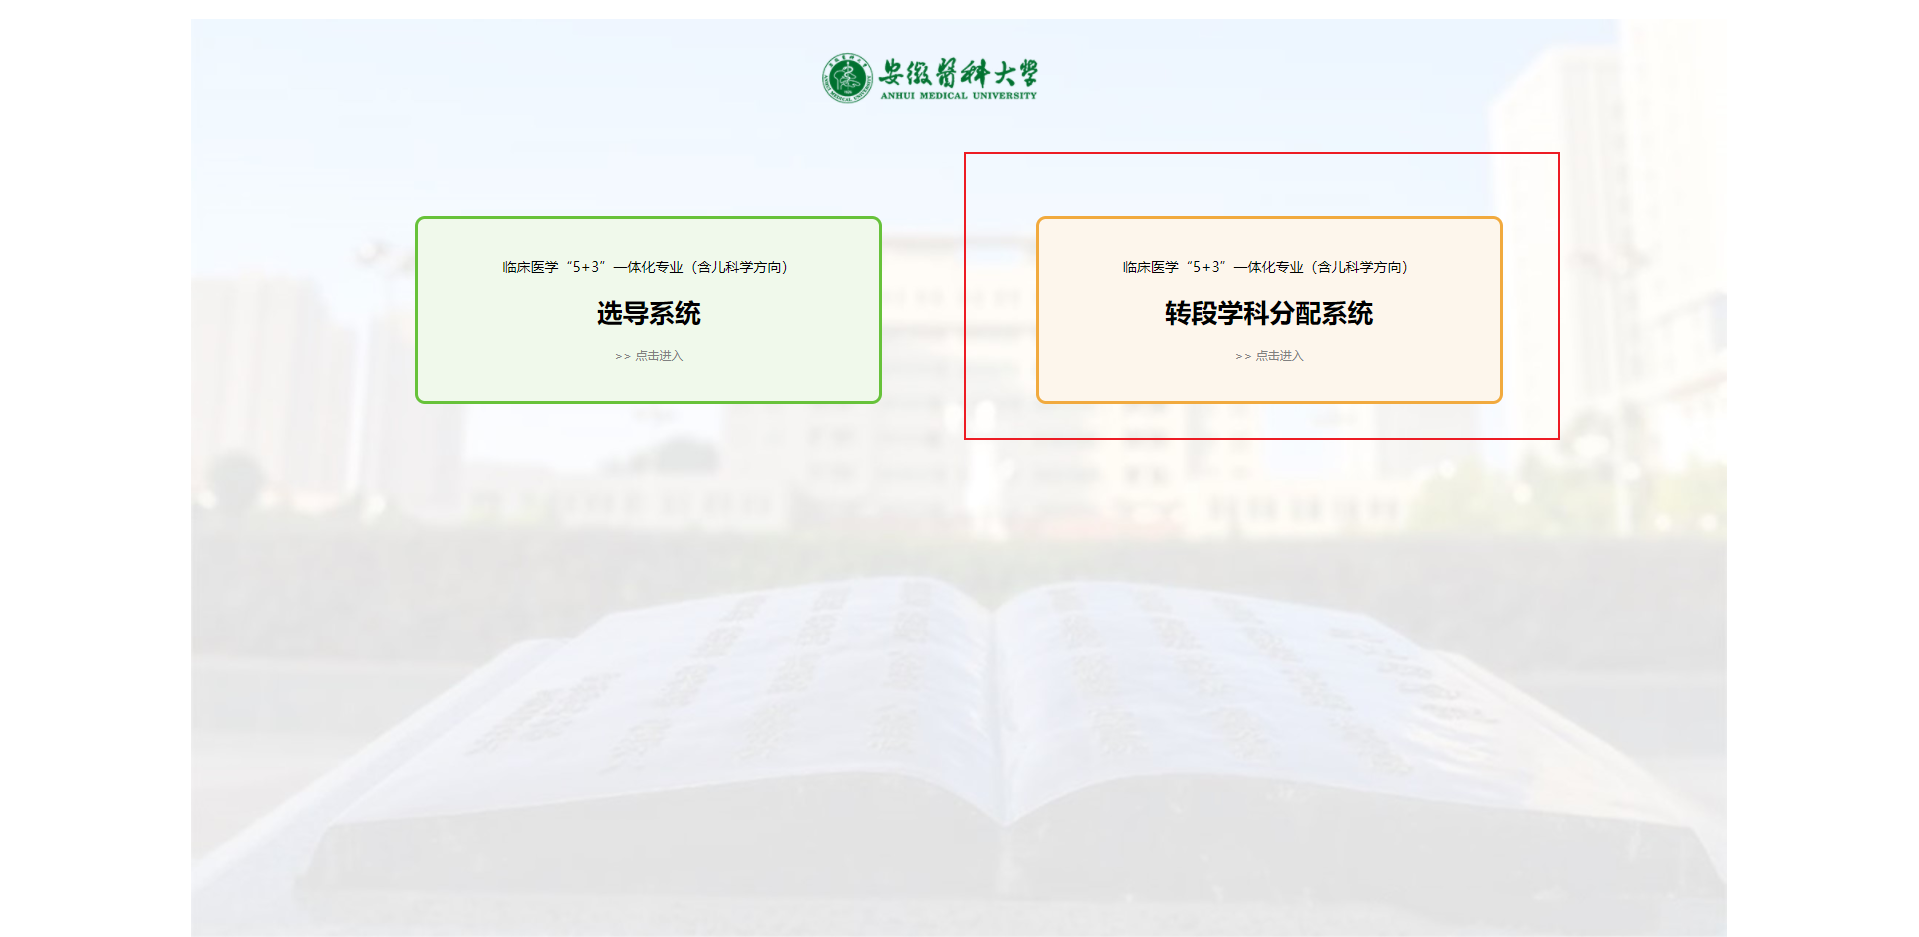 安徽医科大学
ANHUI MEDICAL UNIVERSITY
临床医学“5+3”一体化专业（含儿科学方向）
选导系统
>> 点击进入
临床医学“5+3”一体化专业（含儿科学方向）
转段学科分配系统
>> 点击进入